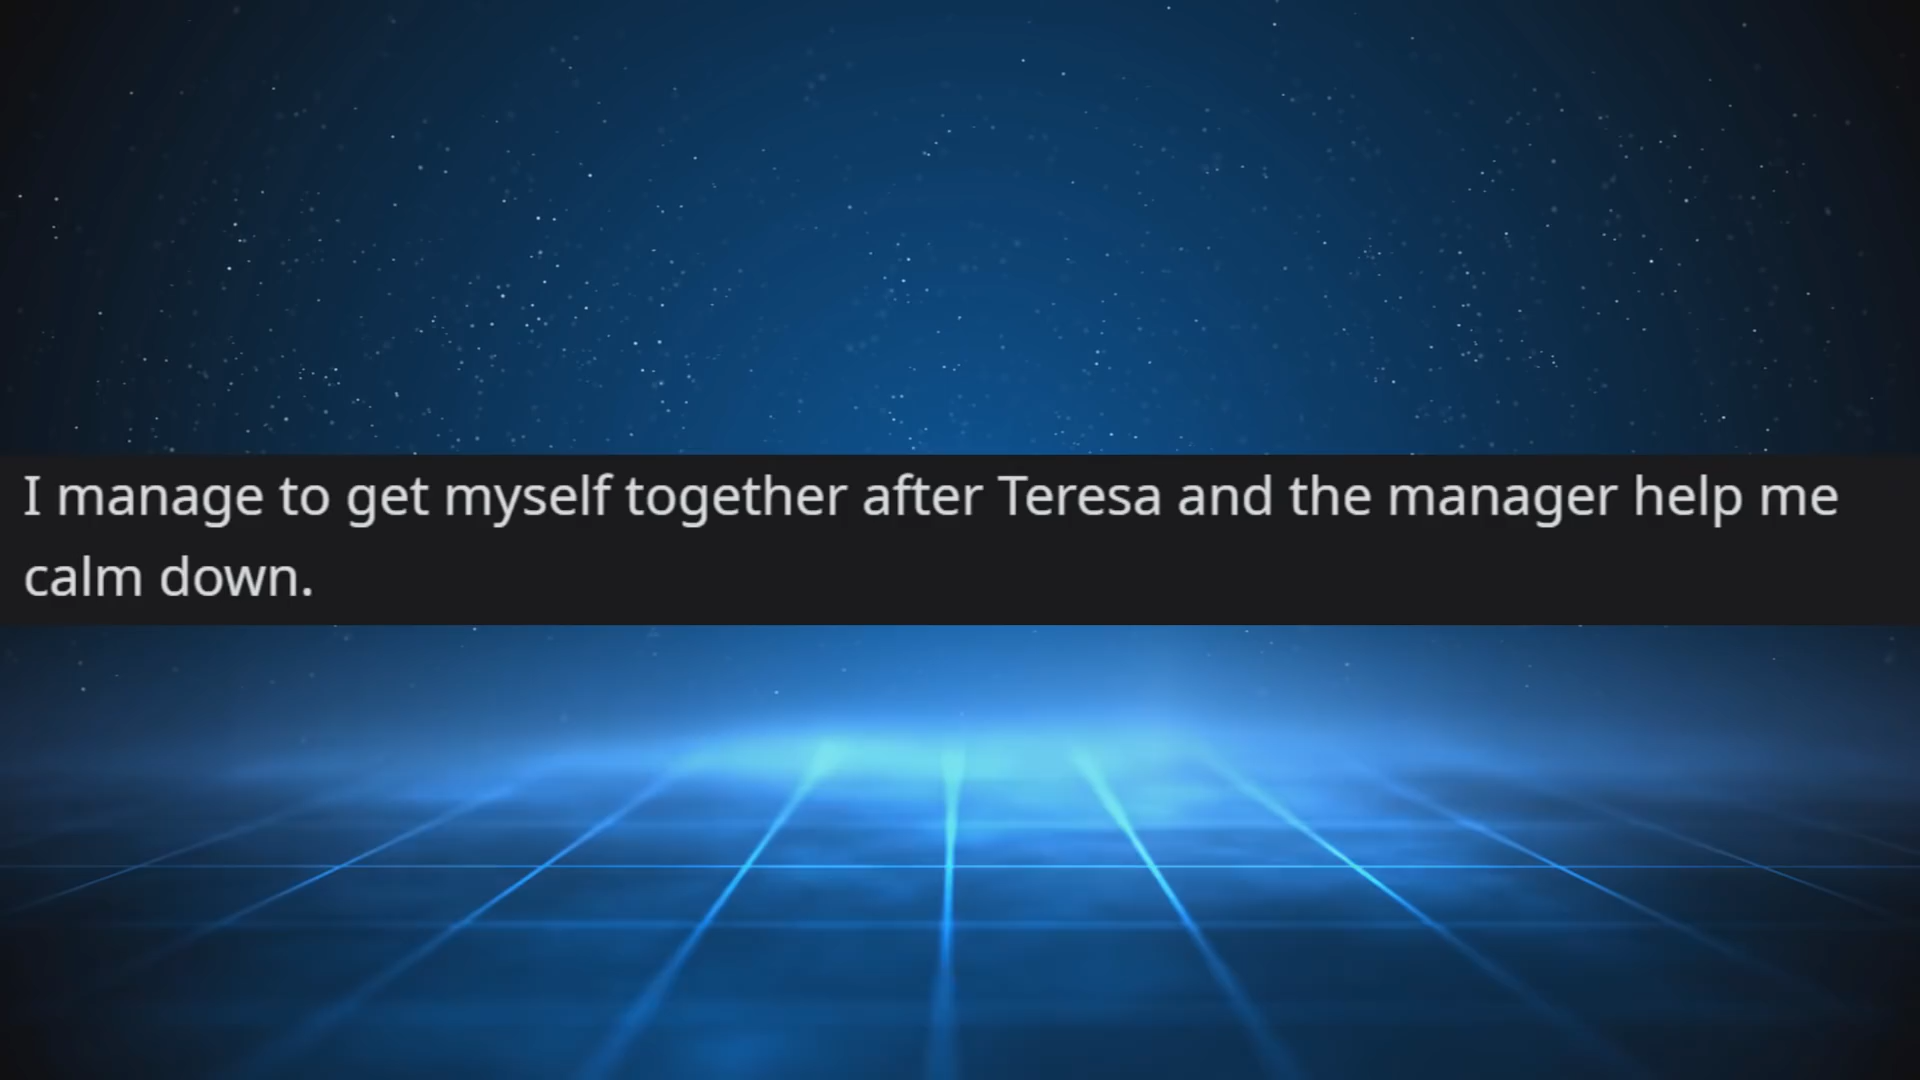 I manage to get myself together after Teresa and the manager help me
calm down.